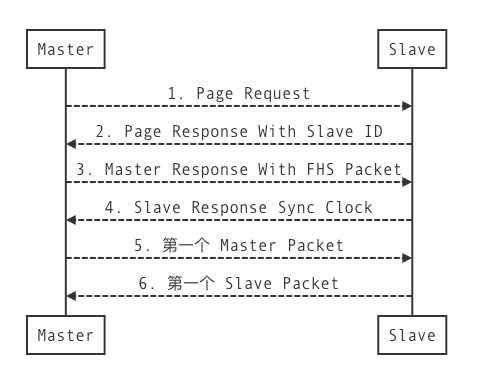 Master Slave
1. Page Request
2. Page Response With Slave ID
3. Master Response With FHS Packet
4. Slave Response Sync Clock
5. 第一个 Master Packet
6. 第一个 Slave Packet
Master Slave